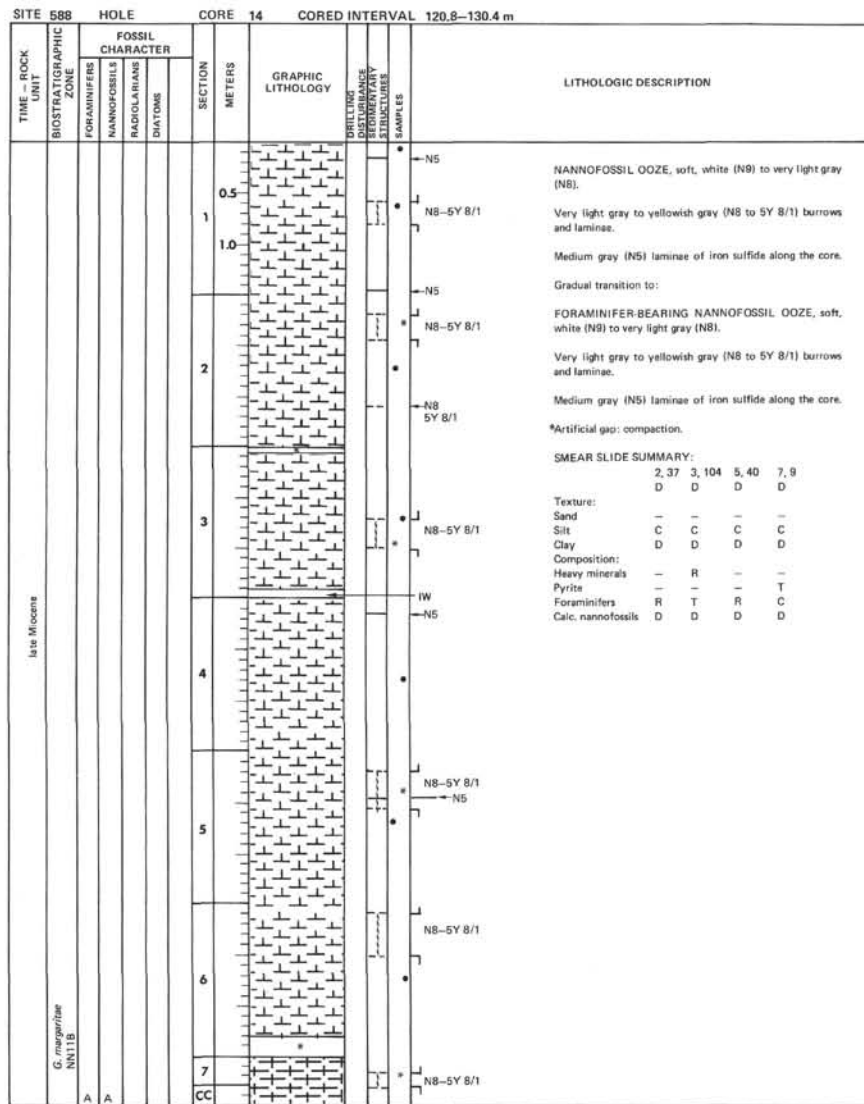 SITE 588 HOLE CORE 14 CORED INTERVAL 120.8–130.4 m
TIME – ROCK UNIT
BIOSTRATIGRAPHIC ZONE
FOSSIL CHARACTER
FORAMINIFERS
NANNOFOSSILS
RADIOLARIANS
DIATOMS
SECTION
METERS
GRAPHIC LITHOLOGY
DRILLING DISTURBANCE
SEDIMENTARY STRUCTURES
SAMPLES
LITHOLOGIC DESCRIPTION
late Miocene
G. margaritae
NN11B
A A
1
0.5
1.0
2
3
4
5
6
7
CC
*
*
N5
N8–5Y 8/1
N5
* N8–5Y 8/1
N8
5Y 8/1
N8–5Y 8/1
*
IW
N5
N8–5Y 8/1
*
N5
N8–5Y 8/1
* N8–5Y 8/1
NANNOFOSSIL OOZE, soft, white (N9) to very light gray
(N8).
Very light gray to yellowish gray (N8 to 5Y 8/1) burrows
and laminae.
Medium gray (N5) laminae of iron sulfide along the core.
Gradual transition to:
FORAMINIFER-BEARING NANNOFOSSIL OOZE, soft,
white (N9) to very light gray (N8).
Very light gray to yellowish gray (N8 to 5Y 8/1) burrows
and laminae.
Medium gray (N5) laminae of iron sulfide along the core.
*Artificial gap: compaction.
SMEAR SLIDE SUMMARY:
2, 37 3, 104 5, 40 7, 9
D D D D
Texture:
Sand – – – –
Silt C C C C
Clay D D D D
Composition:
Heavy minerals – R – –
Pyrite – – – T
Foraminifers R T R C
Calc. nannofossils D D D D